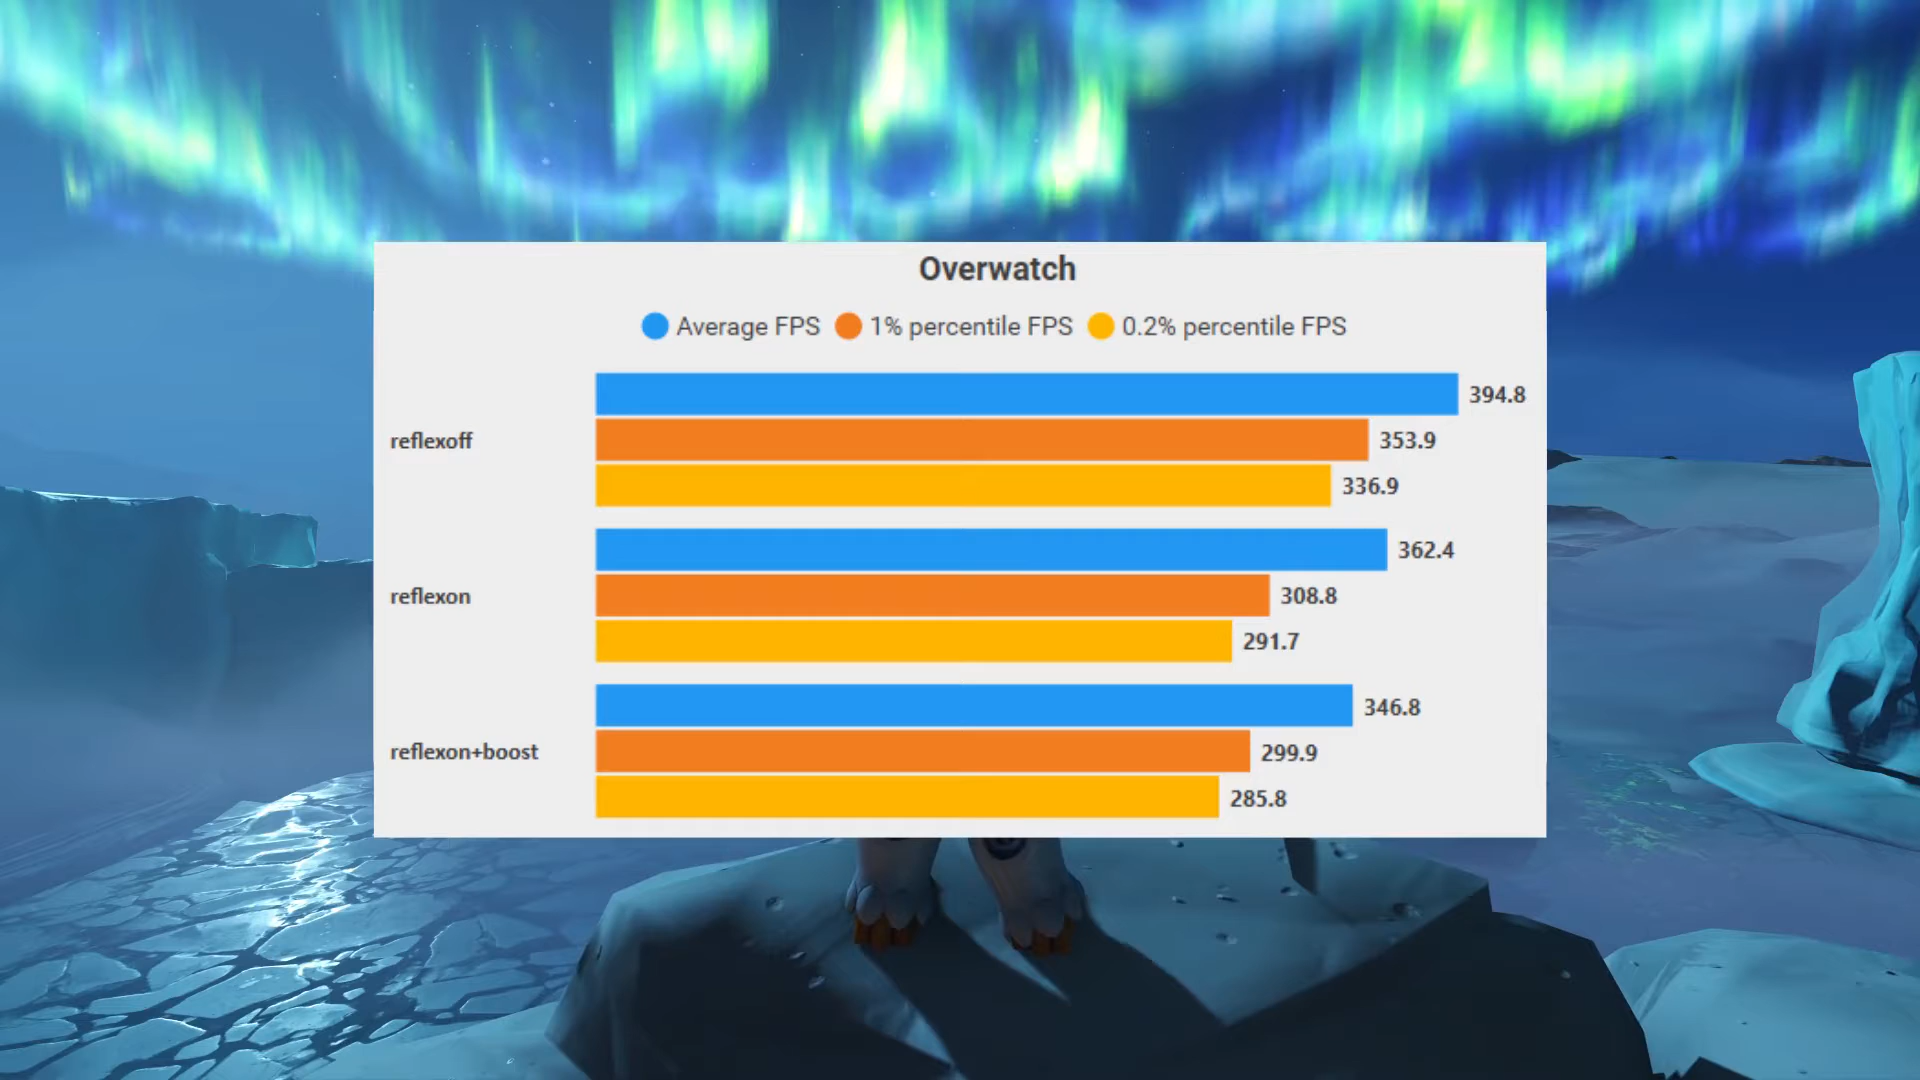 Overwatch
Average FPS 1% percentile FPS 0.2% percentile FPS
394.8
reflexoff 353.9
336.9
362.4
reflexon 308.8
291.7
346.8
reflexon+boost 299.9
285.8